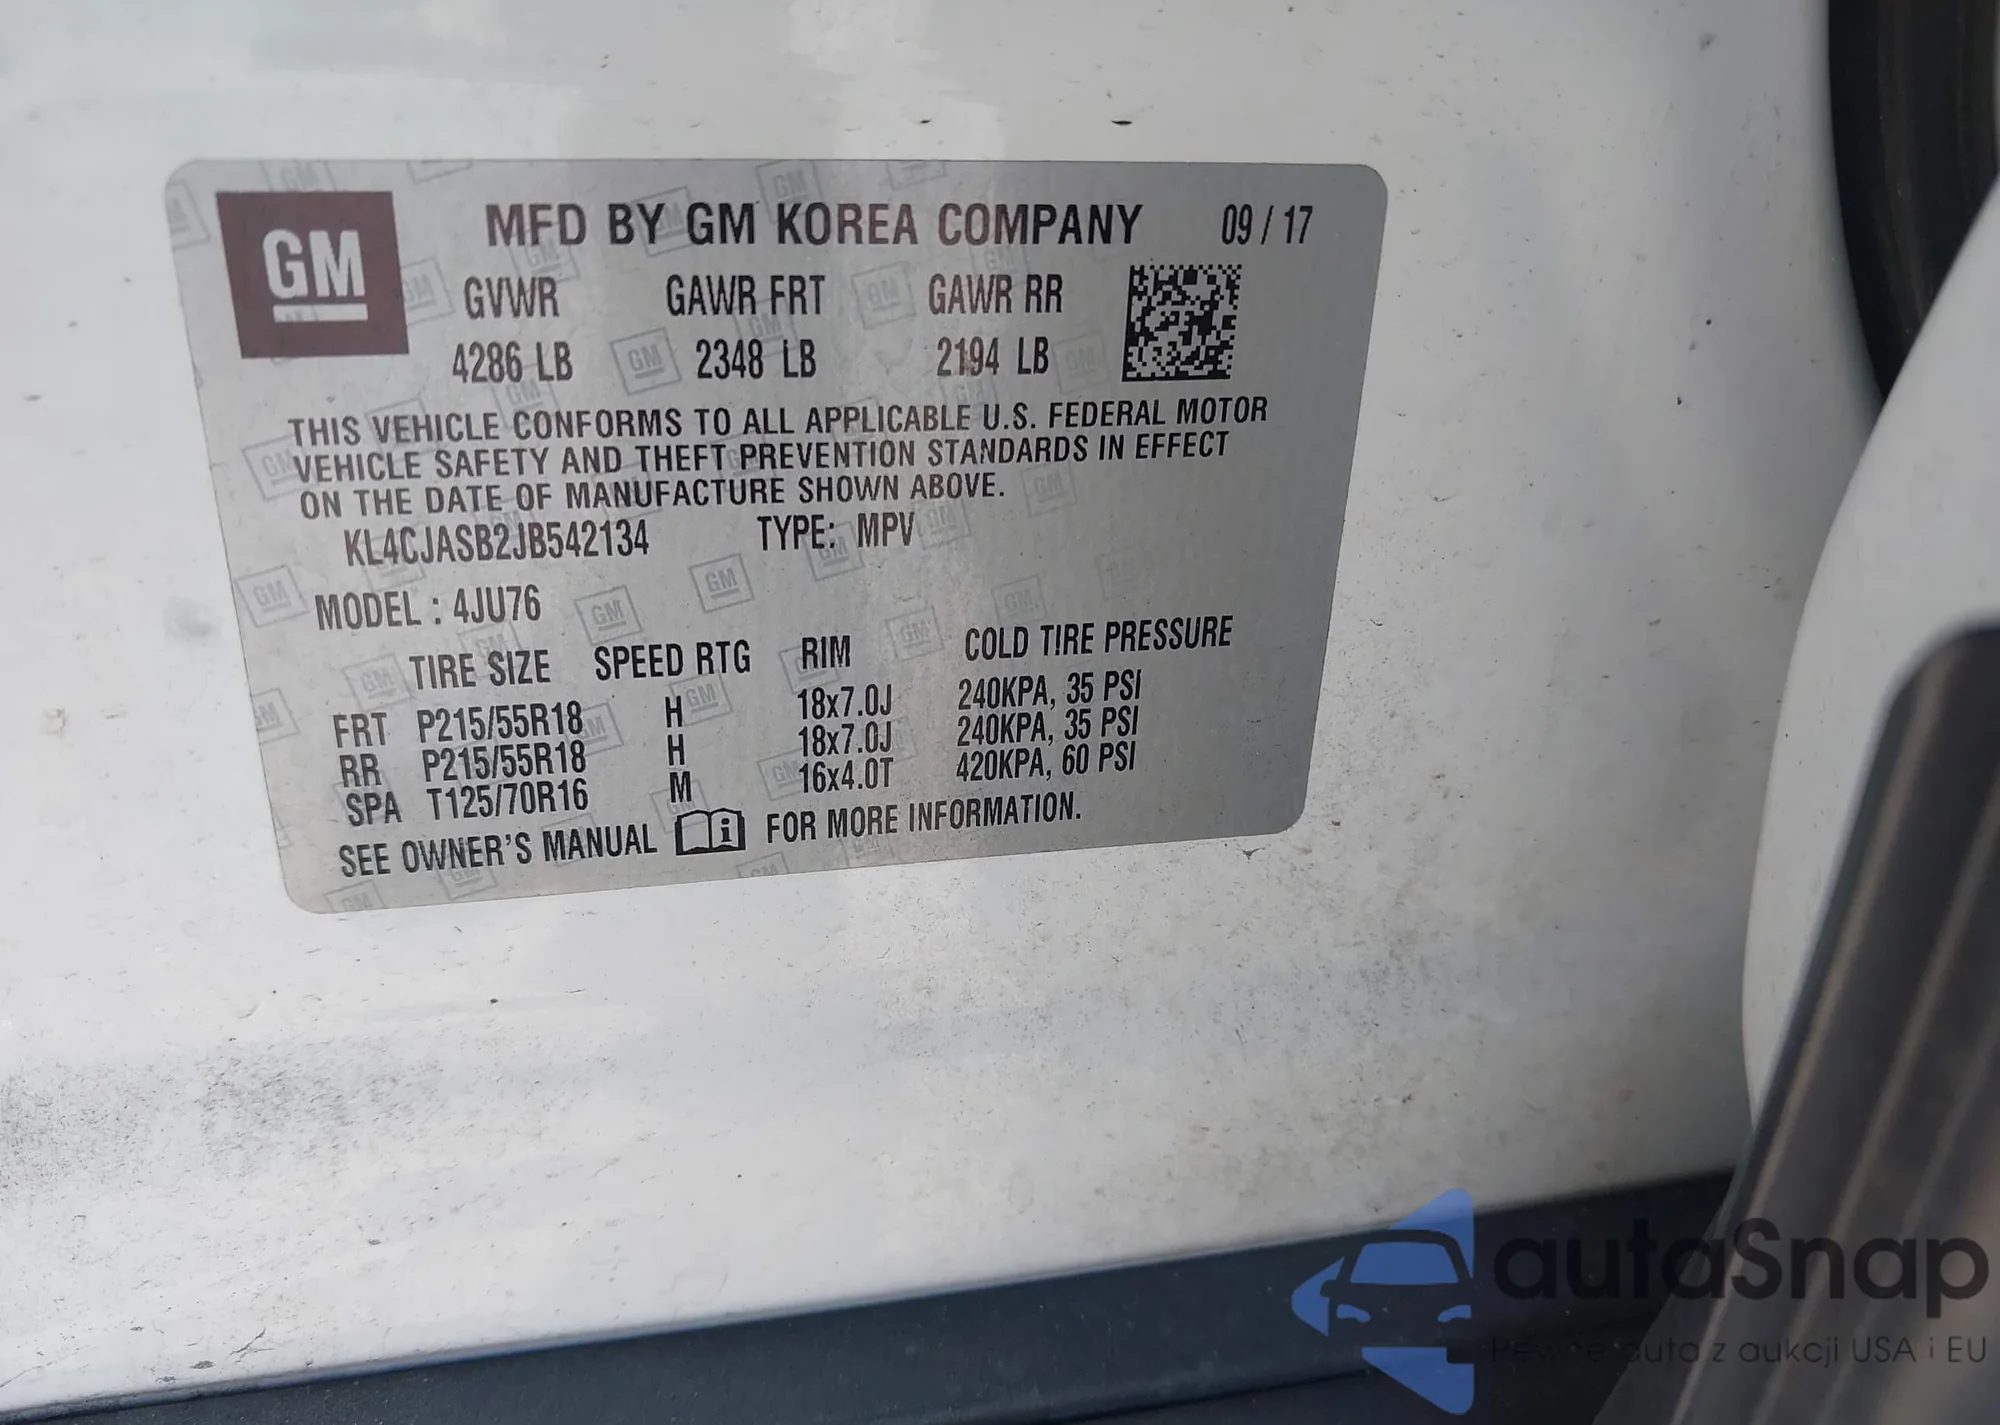 GM
MFD BY GM KOREA COMPANY 09 / 17
GVWR GAWR FRT GAWR RR
4286 LB 2348 LB 2194 LB
THIS VEHICLE CONFORMS TO ALL APPLICABLE U.S. FEDERAL MOTOR
VEHICLE SAFETY AND THEFT PREVENTION STANDARDS IN EFFECT
ON THE DATE OF MANUFACTURE SHOWN ABOVE.
KL4CJASB2JB542134 TYPE: MPV
MODEL : 4JU76
TIRE SIZE SPEED RTG RIM COLD TIRE PRESSURE
FRT P215/55R18 H 18x7.0J 240KPA, 35 PSI
RR P215/55R18 H 18x7.0J 240KPA, 35 PSI
SPA T125/70R16 M 16x4.0T 420KPA, 60 PSI
SEE OWNER'S MANUAL i FOR MORE INFORMATION.
autaSnap
Pewne auta z aukcji USA i EU